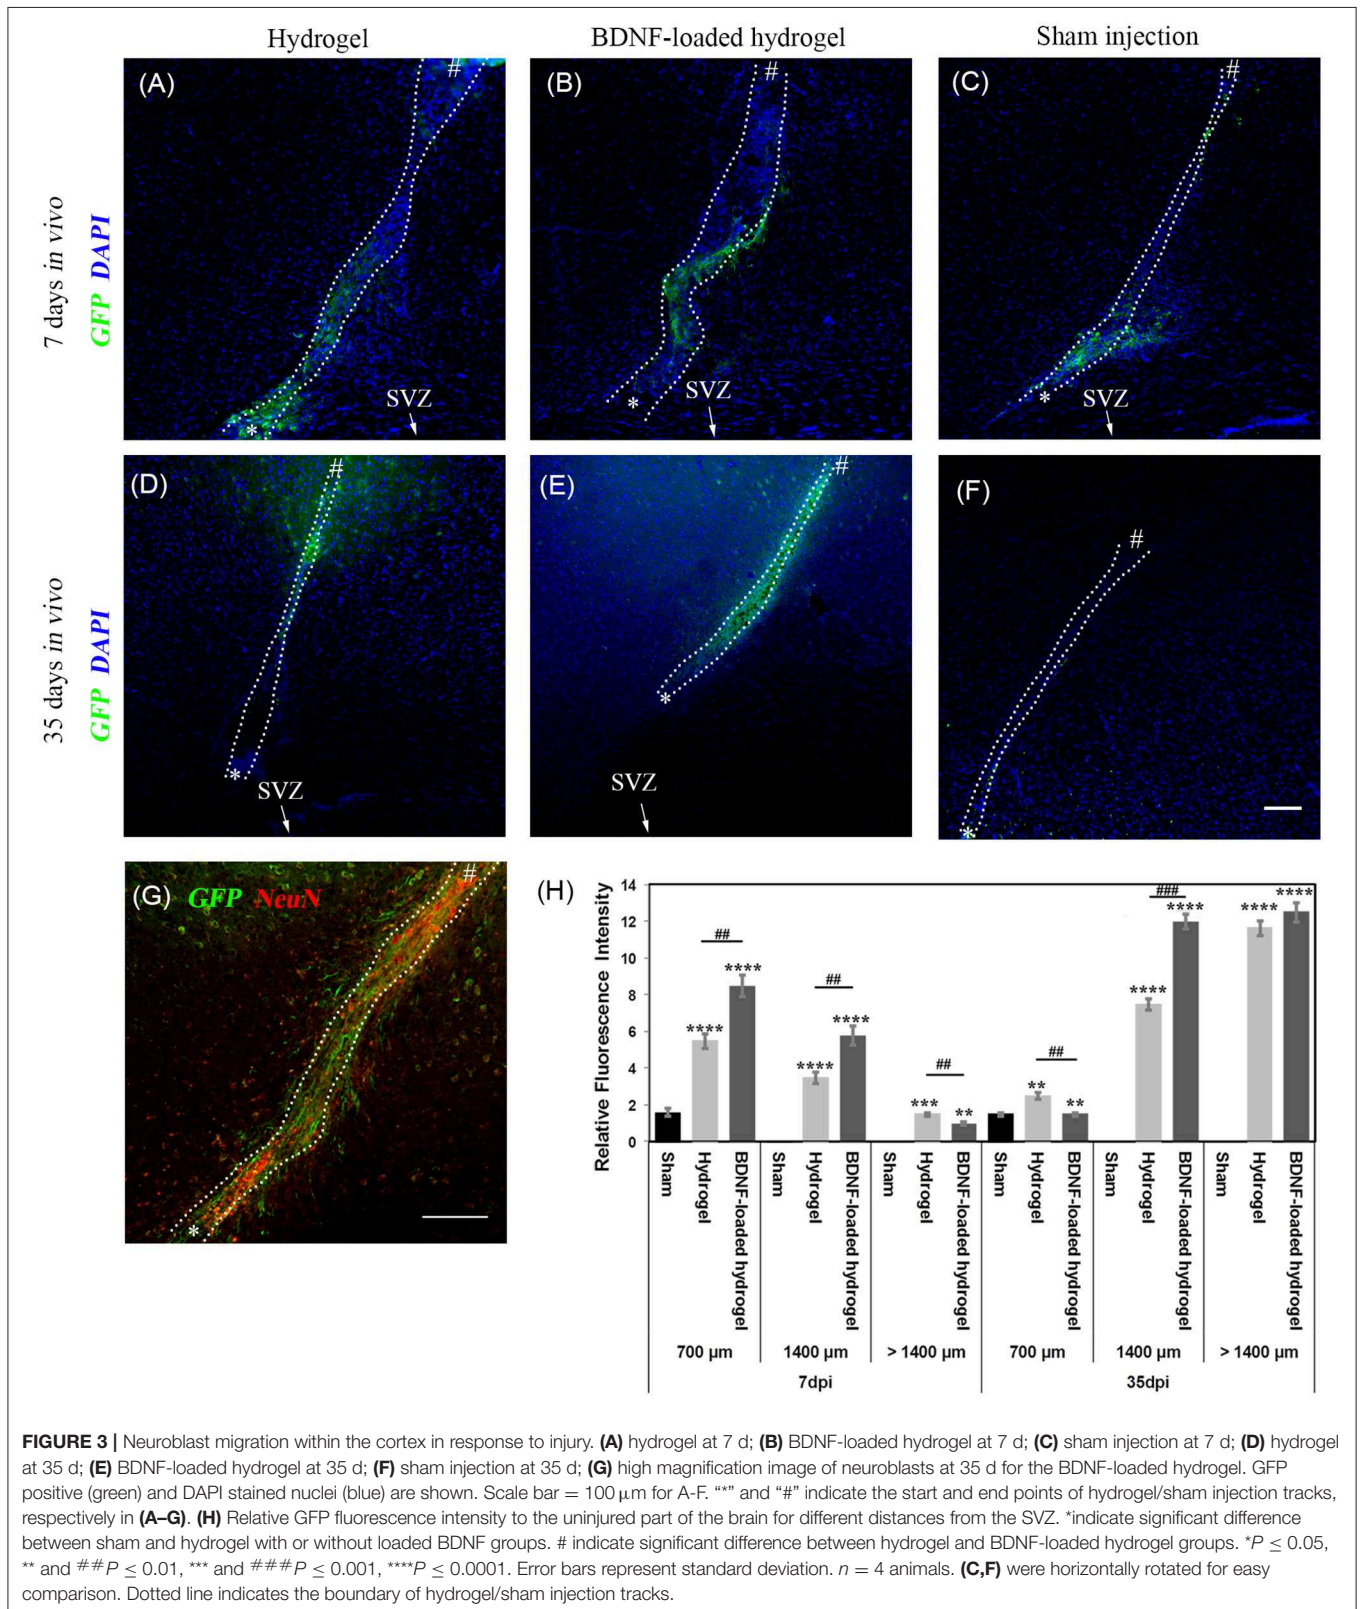 Hydrogel
BDNF-loaded hydrogel
Sham injection
7 days in vivo
GFP DAPI
(A)
#
*
SVZ
(B)
#
*
SVZ
(C)
#
*
SVZ
35 days in vivo
GFP DAPI
(D)
#
*
SVZ
(E)
#
*
SVZ
(F)
#
*
(G) GFP NeuN
#
*
(H)
Relative Fluorescence Intensity
14
12
10
8
6
4
2
0
**** ## ****
**** ## ****
*** ## **
** ## **
**** ### ****
**** ****
Sham Hydrogel BDNF-loaded hydrogel Sham Hydrogel BDNF-loaded hydrogel Sham Hydrogel BDNF-loaded hydrogel Sham Hydrogel BDNF-loaded hydrogel Sham Hydrogel BDNF-loaded hydrogel Sham Hydrogel BDNF-loaded hydrogel
700 µm 1400 µm > 1400 µm 700 µm 1400 µm > 1400 µm
7dpi 35dpi
FIGURE 3 | Neuroblast migration within the cortex in response to injury. (A) hydrogel at 7 d; (B) BDNF-loaded hydrogel at 7 d; (C) sham injection at 7 d; (D) hydrogel
at 35 d; (E) BDNF-loaded hydrogel at 35 d; (F) sham injection at 35 d; (G) high magnification image of neuroblasts at 35 d for the BDNF-loaded hydrogel. GFP
positive (green) and DAPI stained nuclei (blue) are shown. Scale bar = 100 µm for A-F. “*” and “#” indicate the start and end points of hydrogel/sham injection tracks,
respectively in (A–G). (H) Relative GFP fluorescence intensity to the uninjured part of the brain for different distances from the SVZ. *indicate significant difference
between sham and hydrogel with or without loaded BDNF groups. # indicate significant difference between hydrogel and BDNF-loaded hydrogel groups. *P ≤ 0.05,
** and ##P ≤ 0.01, *** and ###P ≤ 0.001, ****P ≤ 0.0001. Error bars represent standard deviation. n = 4 animals. (C,F) were horizontally rotated for easy
comparison. Dotted line indicates the boundary of hydrogel/sham injection tracks.